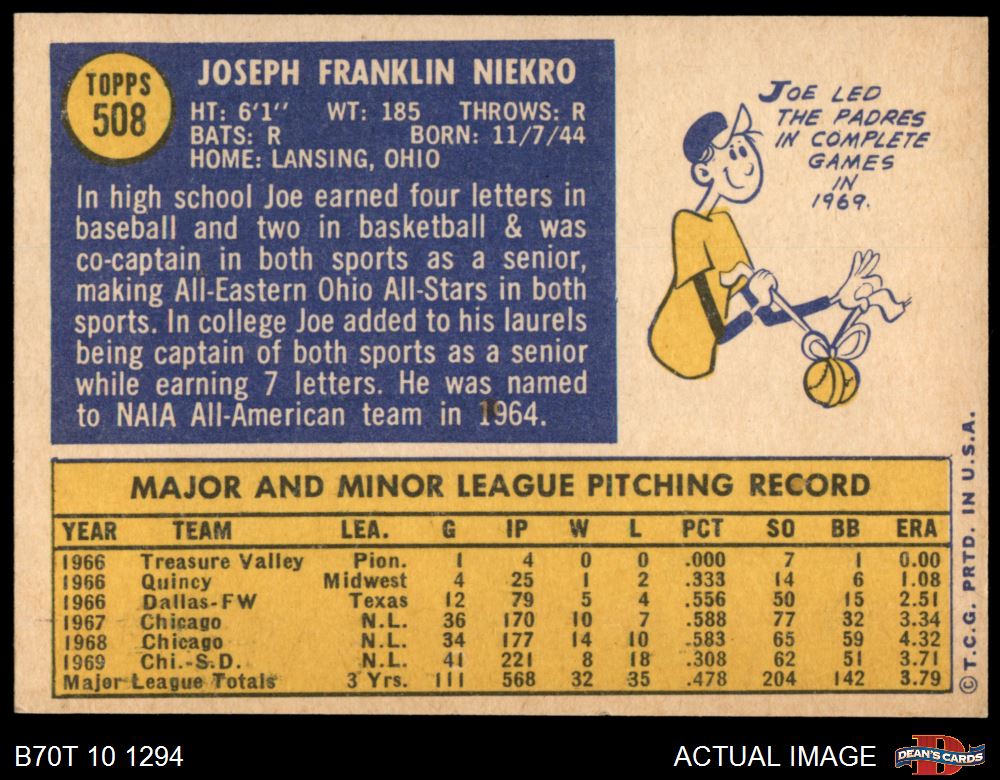 TOPPS
508
JOSEPH FRANKLIN NIEKRO
HT: 6'1" WT: 185 THROWS: R
BATS: R BORN: 11/7/44
HOME: LANSING, OHIO
In high school Joe earned four letters in
baseball and two in basketball & was
co-captain in both sports as a senior,
making All-Eastern Ohio All-Stars in both
sports. In college Joe added to his laurels
being captain of both sports as a senior
while earning 7 letters. He was named
to NAIA All-American team in 1964.
JOE LED
THE PADRES
IN COMPLETE
GAMES
IN
1969.
MAJOR AND MINOR LEAGUE PITCHING RECORD
YEAR TEAM LEA. G IP W L PCT SO BB ERA
1966 Treasure Valley Pion. 1 4 0 0 .000 7 1 0.00
1966 Quincy Midwest 4 25 1 2 .333 14 6 1.08
1966 Dallas-FW Texas 12 79 5 4 .556 50 15 2.51
1967 Chicago N.L. 36 170 10 7 .588 77 32 3.34
1968 Chicago N.L. 34 177 14 10 .583 65 59 4.32
1969 Chi.-S.D. N.L. 41 221 8 18 .308 62 51 3.71
Major League Totals 3 Yrs. 111 568 32 35 .478 204 142 3.79
© T.C.G. PRTD. IN U.S.A.
B70T 10 1294
ACTUAL IMAGE
D
DEAN'S CARDS